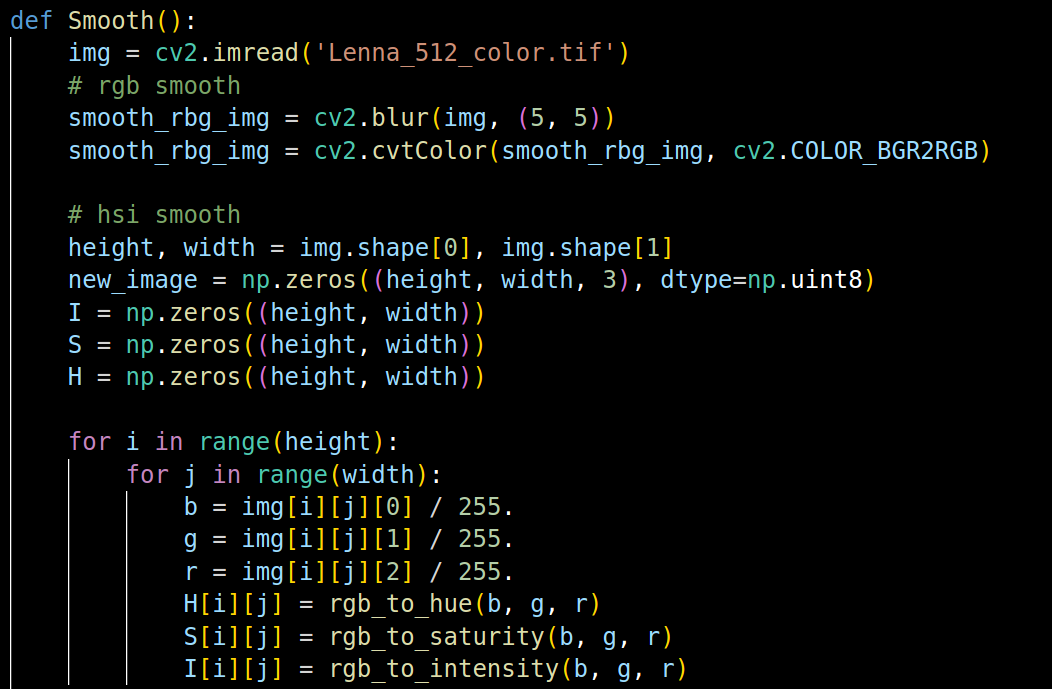 def Smooth():
    img = cv2.imread('Lenna_512_color.tif')
    # rgb smooth
    smooth_rbg_img = cv2.blur(img, (5, 5))
    smooth_rbg_img = cv2.cvtColor(smooth_rbg_img, cv2.COLOR_BGR2RGB)

    # hsi smooth
    height, width = img.shape[0], img.shape[1]
    new_image = np.zeros((height, width, 3), dtype=np.uint8)
    I = np.zeros((height, width))
    S = np.zeros((height, width))
    H = np.zeros((height, width))

    for i in range(height):
        for j in range(width):
            b = img[i][j][0] / 255.
            g = img[i][j][1] / 255.
            r = img[i][j][2] / 255.
            H[i][j] = rgb_to_hue(b, g, r)
            S[i][j] = rgb_to_saturity(b, g, r)
            I[i][j] = rgb_to_intensity(b, g, r)